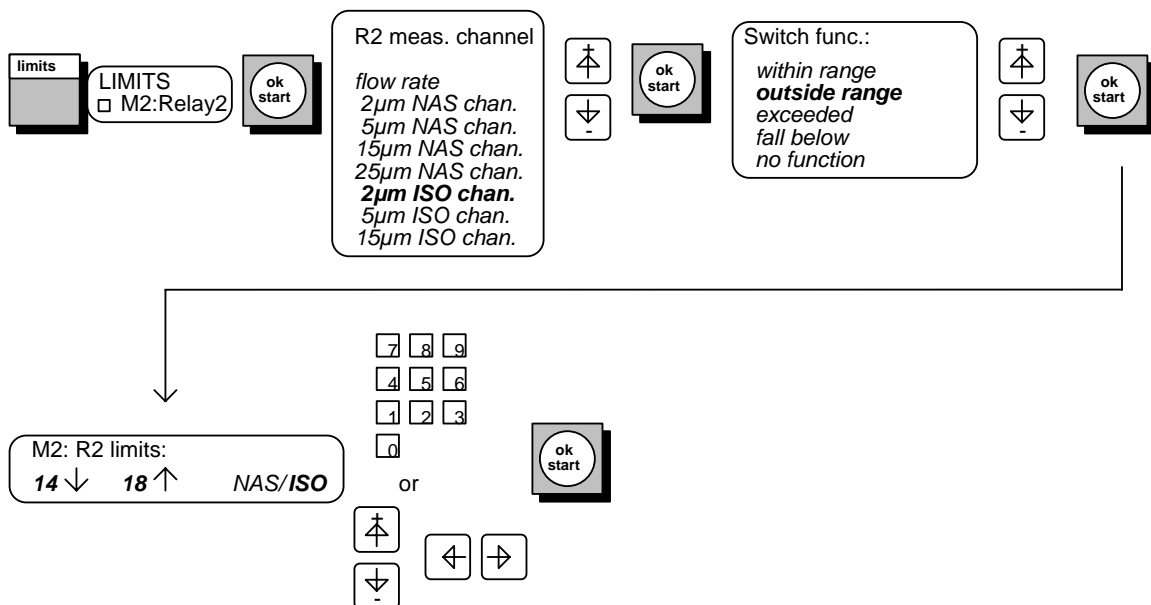 limits
LIMITS
□ M2:Relay2
ok
start
R2 meas. channel
flow rate
2µm NAS chan.
5µm NAS chan.
15µm NAS chan.
25µm NAS chan.
2µm ISO chan.
5µm ISO chan.
15µm ISO chan.
+
-
ok
start
Switch func.:
within range
outside range
exceeded
fall below
no function
+
-
ok
start
M2: R2 limits:
14 ↓ 18 ↑ NAS/ISO
7 8 9
4 5 6
1 2 3
0
or
+
-
ok
start